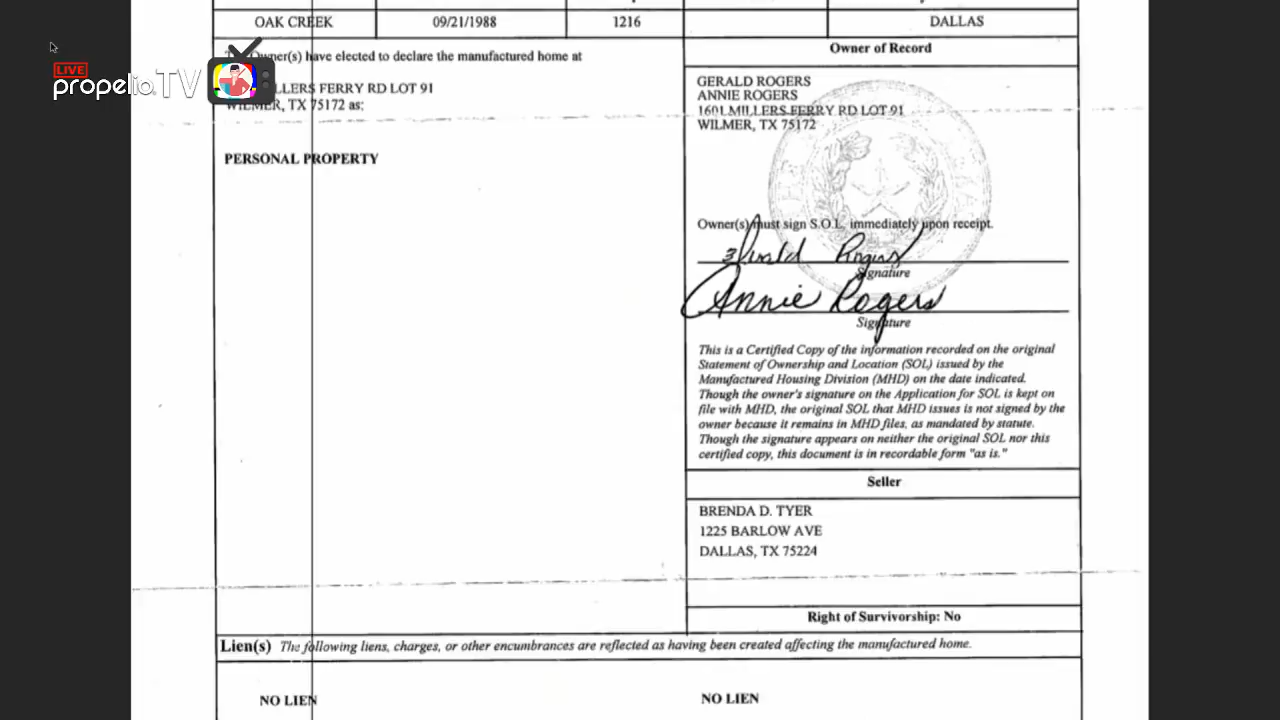 OAK CREEK 09/21/1988 1216 DALLAS
Owner(s) have elected to declare the manufactured home at
LLERS FERRY RD LOT 91
WILMER, TX 75172 as:
PERSONAL PROPERTY
LIVE
propelio.TV
Owner of Record
GERALD ROGERS
ANNIE ROGERS
1601 MILLERS FERRY RD LOT 91
WILMER, TX 75172
Owner(s) must sign S.O.L. immediately upon receipt.
Rogers
Signature
Annie Rogers
Signature
This is a Certified Copy of the information recorded on the original
Statement of Ownership and Location (SOL) issued by the
Manufactured Housing Division (MHD) on the date indicated.
Though the owner's signature on the Application for SOL is kept on
file with MHD, the original SOL that MHD issues is not signed by the
owner because it remains in MHD files, as mandated by statute.
Though the signature appears on neither the original SOL nor this
certified copy, this document is in recordable form "as is."
Seller
BRENDA D. TYER
1225 BARLOW AVE
DALLAS, TX 75224
Right of Survivorship: No
Lien(s) The following liens, charges, or other encumbrances are reflected as having been created affecting the manufactured home.
NO LIEN NO LIEN